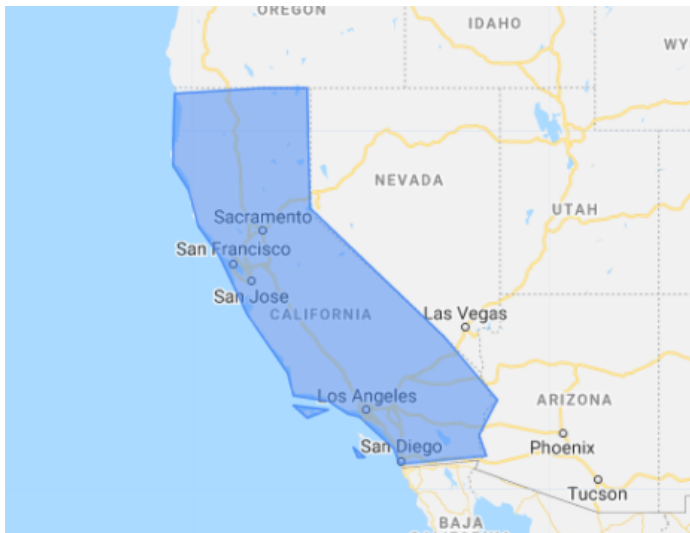 OREGON
IDAHO
WY
NEVADA
UTAH
Sacramento
San Francisco
San Jose
CALIFORNIA
Las Vegas
Los Angeles
ARIZONA
San Diego
Phoenix
Tucson
BAJA
CALIFORNIA